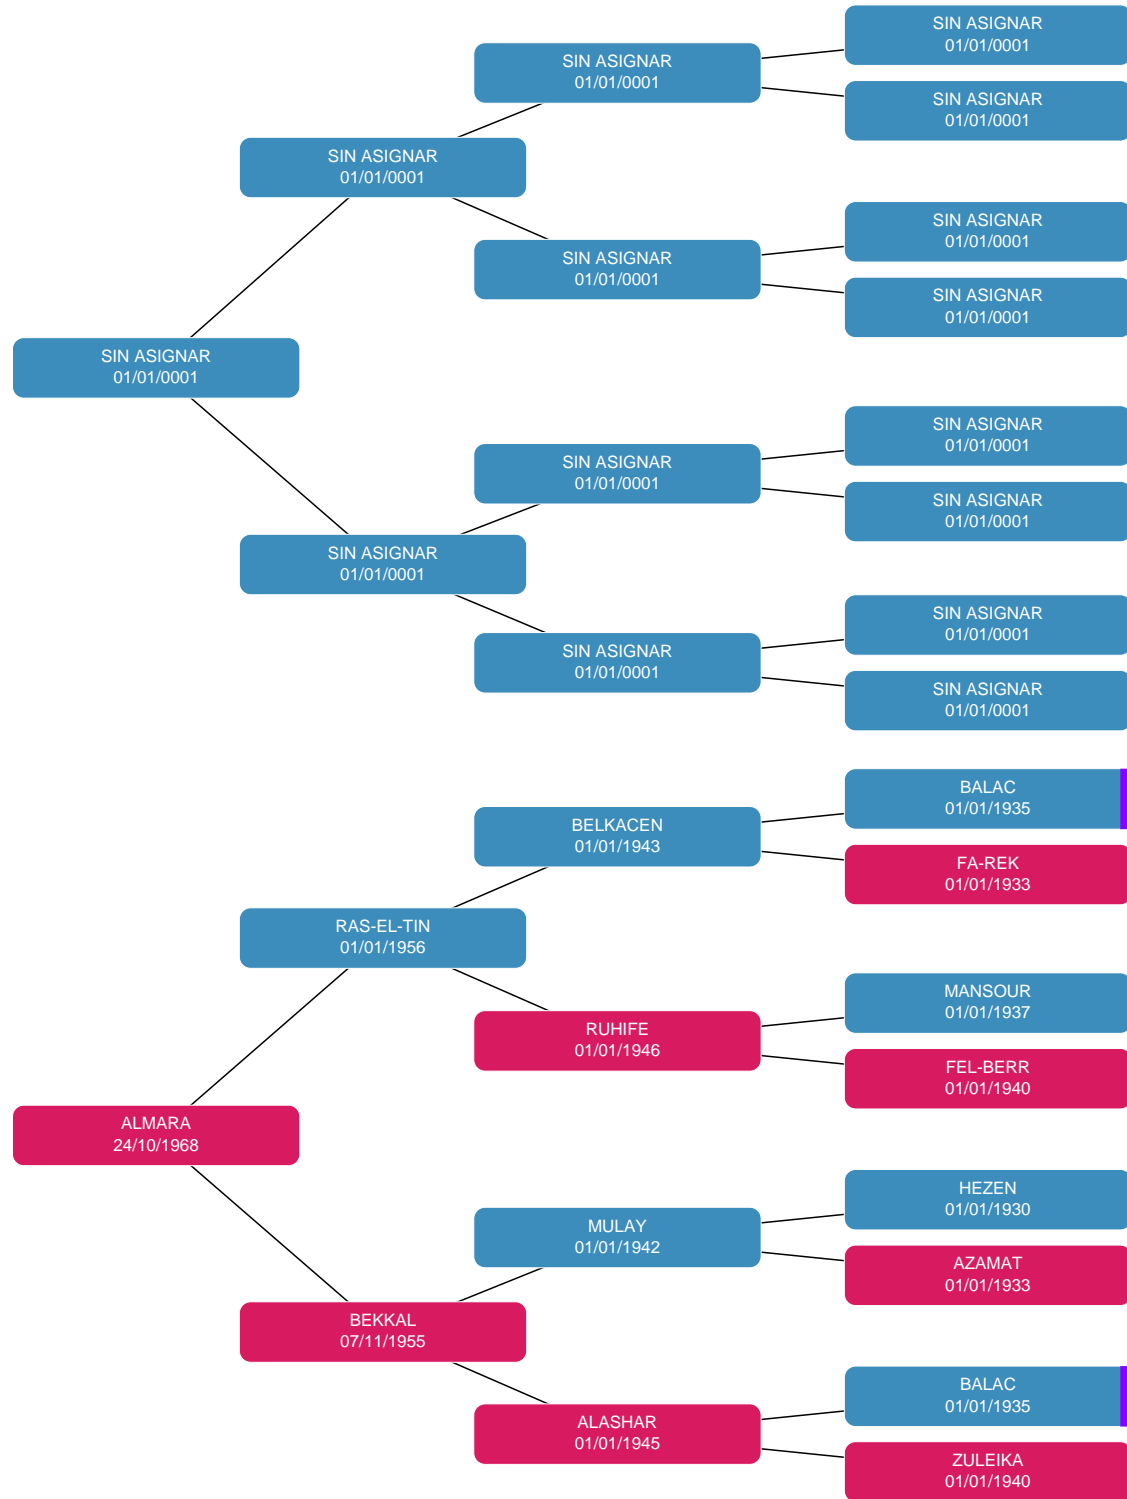 SIN ASIGNAR
01/01/0001
SIN ASIGNAR
01/01/0001
SIN ASIGNAR
01/01/0001
SIN ASIGNAR
01/01/0001
SIN ASIGNAR
01/01/0001
SIN ASIGNAR
01/01/0001
SIN ASIGNAR
01/01/0001
SIN ASIGNAR
01/01/0001
SIN ASIGNAR
01/01/0001
SIN ASIGNAR
01/01/0001
SIN ASIGNAR
01/01/0001
SIN ASIGNAR
01/01/0001
SIN ASIGNAR
01/01/0001
SIN ASIGNAR
01/01/0001
SIN ASIGNAR
01/01/0001
BALAC
01/01/1935
BELKACEN
01/01/1943
FA-REK
01/01/1933
RAS-EL-TIN
01/01/1956
MANSOUR
01/01/1937
RUHIFE
01/01/1946
FEL-BERR
01/01/1940
ALMARA
24/10/1968
HEZEN
01/01/1930
MULAY
01/01/1942
AZAMAT
01/01/1933
BEKKAL
07/11/1955
BALAC
01/01/1935
ALASHAR
01/01/1945
ZULEIKA
01/01/1940